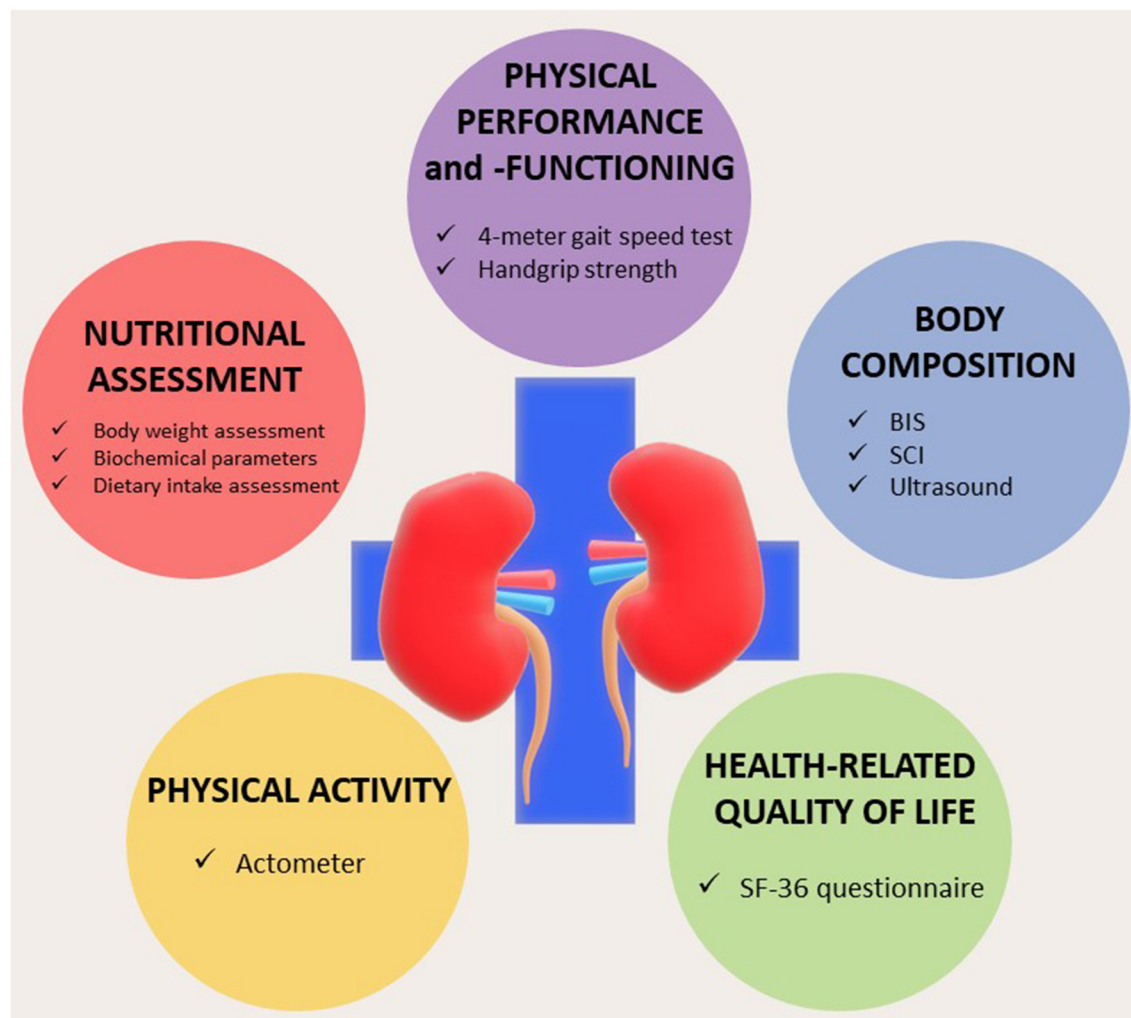 PHYSICAL
PERFORMANCE
and -FUNCTIONING
✓ 4-meter gait speed test
✓ Handgrip strength
NUTRITIONAL
ASSESSMENT
✓ Body weight assessment
✓ Biochemical parameters
✓ Dietary intake assessment
BODY
COMPOSITION
✓ BIS
✓ SCI
✓ Ultrasound
PHYSICAL ACTIVITY
✓ Actometer
HEALTH-RELATED
QUALITY OF LIFE
✓ SF-36 questionnaire